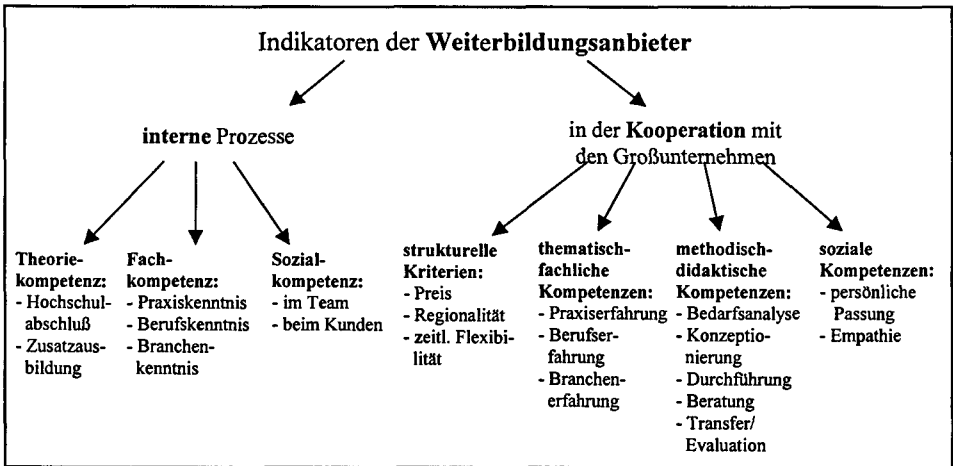 Indikatoren der Weiterbildungsanbieter
interne Prozesse
in der Kooperation mit
den Großunternehmen
Theorie-
kompetenz:
- Hochschul-
abschluß
- Zusatzaus-
bildung
Fach-
kompetenz:
- Praxiskenntnis
- Berufskenntnis
- Branchen-
kenntnis
Sozial-
kompetenz:
- im Team
- beim Kunden
strukturelle
Kriterien:
- Preis
- Regionalität
- zeitl. Flexibi-
lität
thematisch-
fachliche
Kompetenzen:
- Praxiserfahrung
- Berufser-
fahrung
- Branchen-
erfahrung
methodisch-
didaktische
Kompetenzen:
- Bedarfsanalyse
- Konzeptio-
nierung
- Durchführung
- Beratung
- Transfer/
Evaluation
soziale
Kompetenzen:
- persönliche
Passung
- Empathie